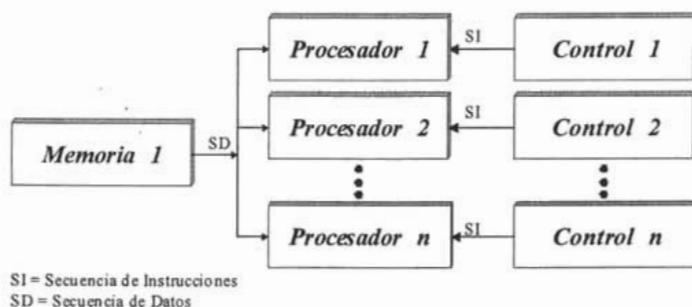 Procesador 1 SI Control 1
Procesador 2 SI Control 2
Memoria 1 SD
Procesador n SI Control n
SI = Secuencia de Instrucciones
SD = Secuencia de Datos